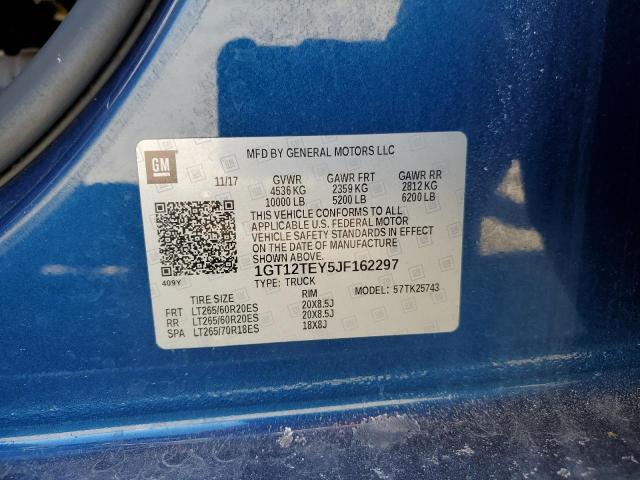 GM
MFD BY GENERAL MOTORS LLC
11/17
GVWR GAWR FRT GAWR RR
4536 KG 2359 KG 2812 KG
10000 LB 5200 LB 6200 LB
THIS VEHICLE CONFORMS TO ALL
APPLICABLE U.S. FEDERAL MOTOR
VEHICLE SAFETY STANDARDS IN EFFECT
ON THE DATE OF MANUFACTURE
SHOWN ABOVE.
1GT12TEY5JF162297
409Y
TYPE: TRUCK
57TK25743
TIRE SIZE RIM
FRT LT265/60R20ES 20X8.5J
RR LT265/60R20ES 20X8.5J
SPA LT265/70R18ES 18X8J